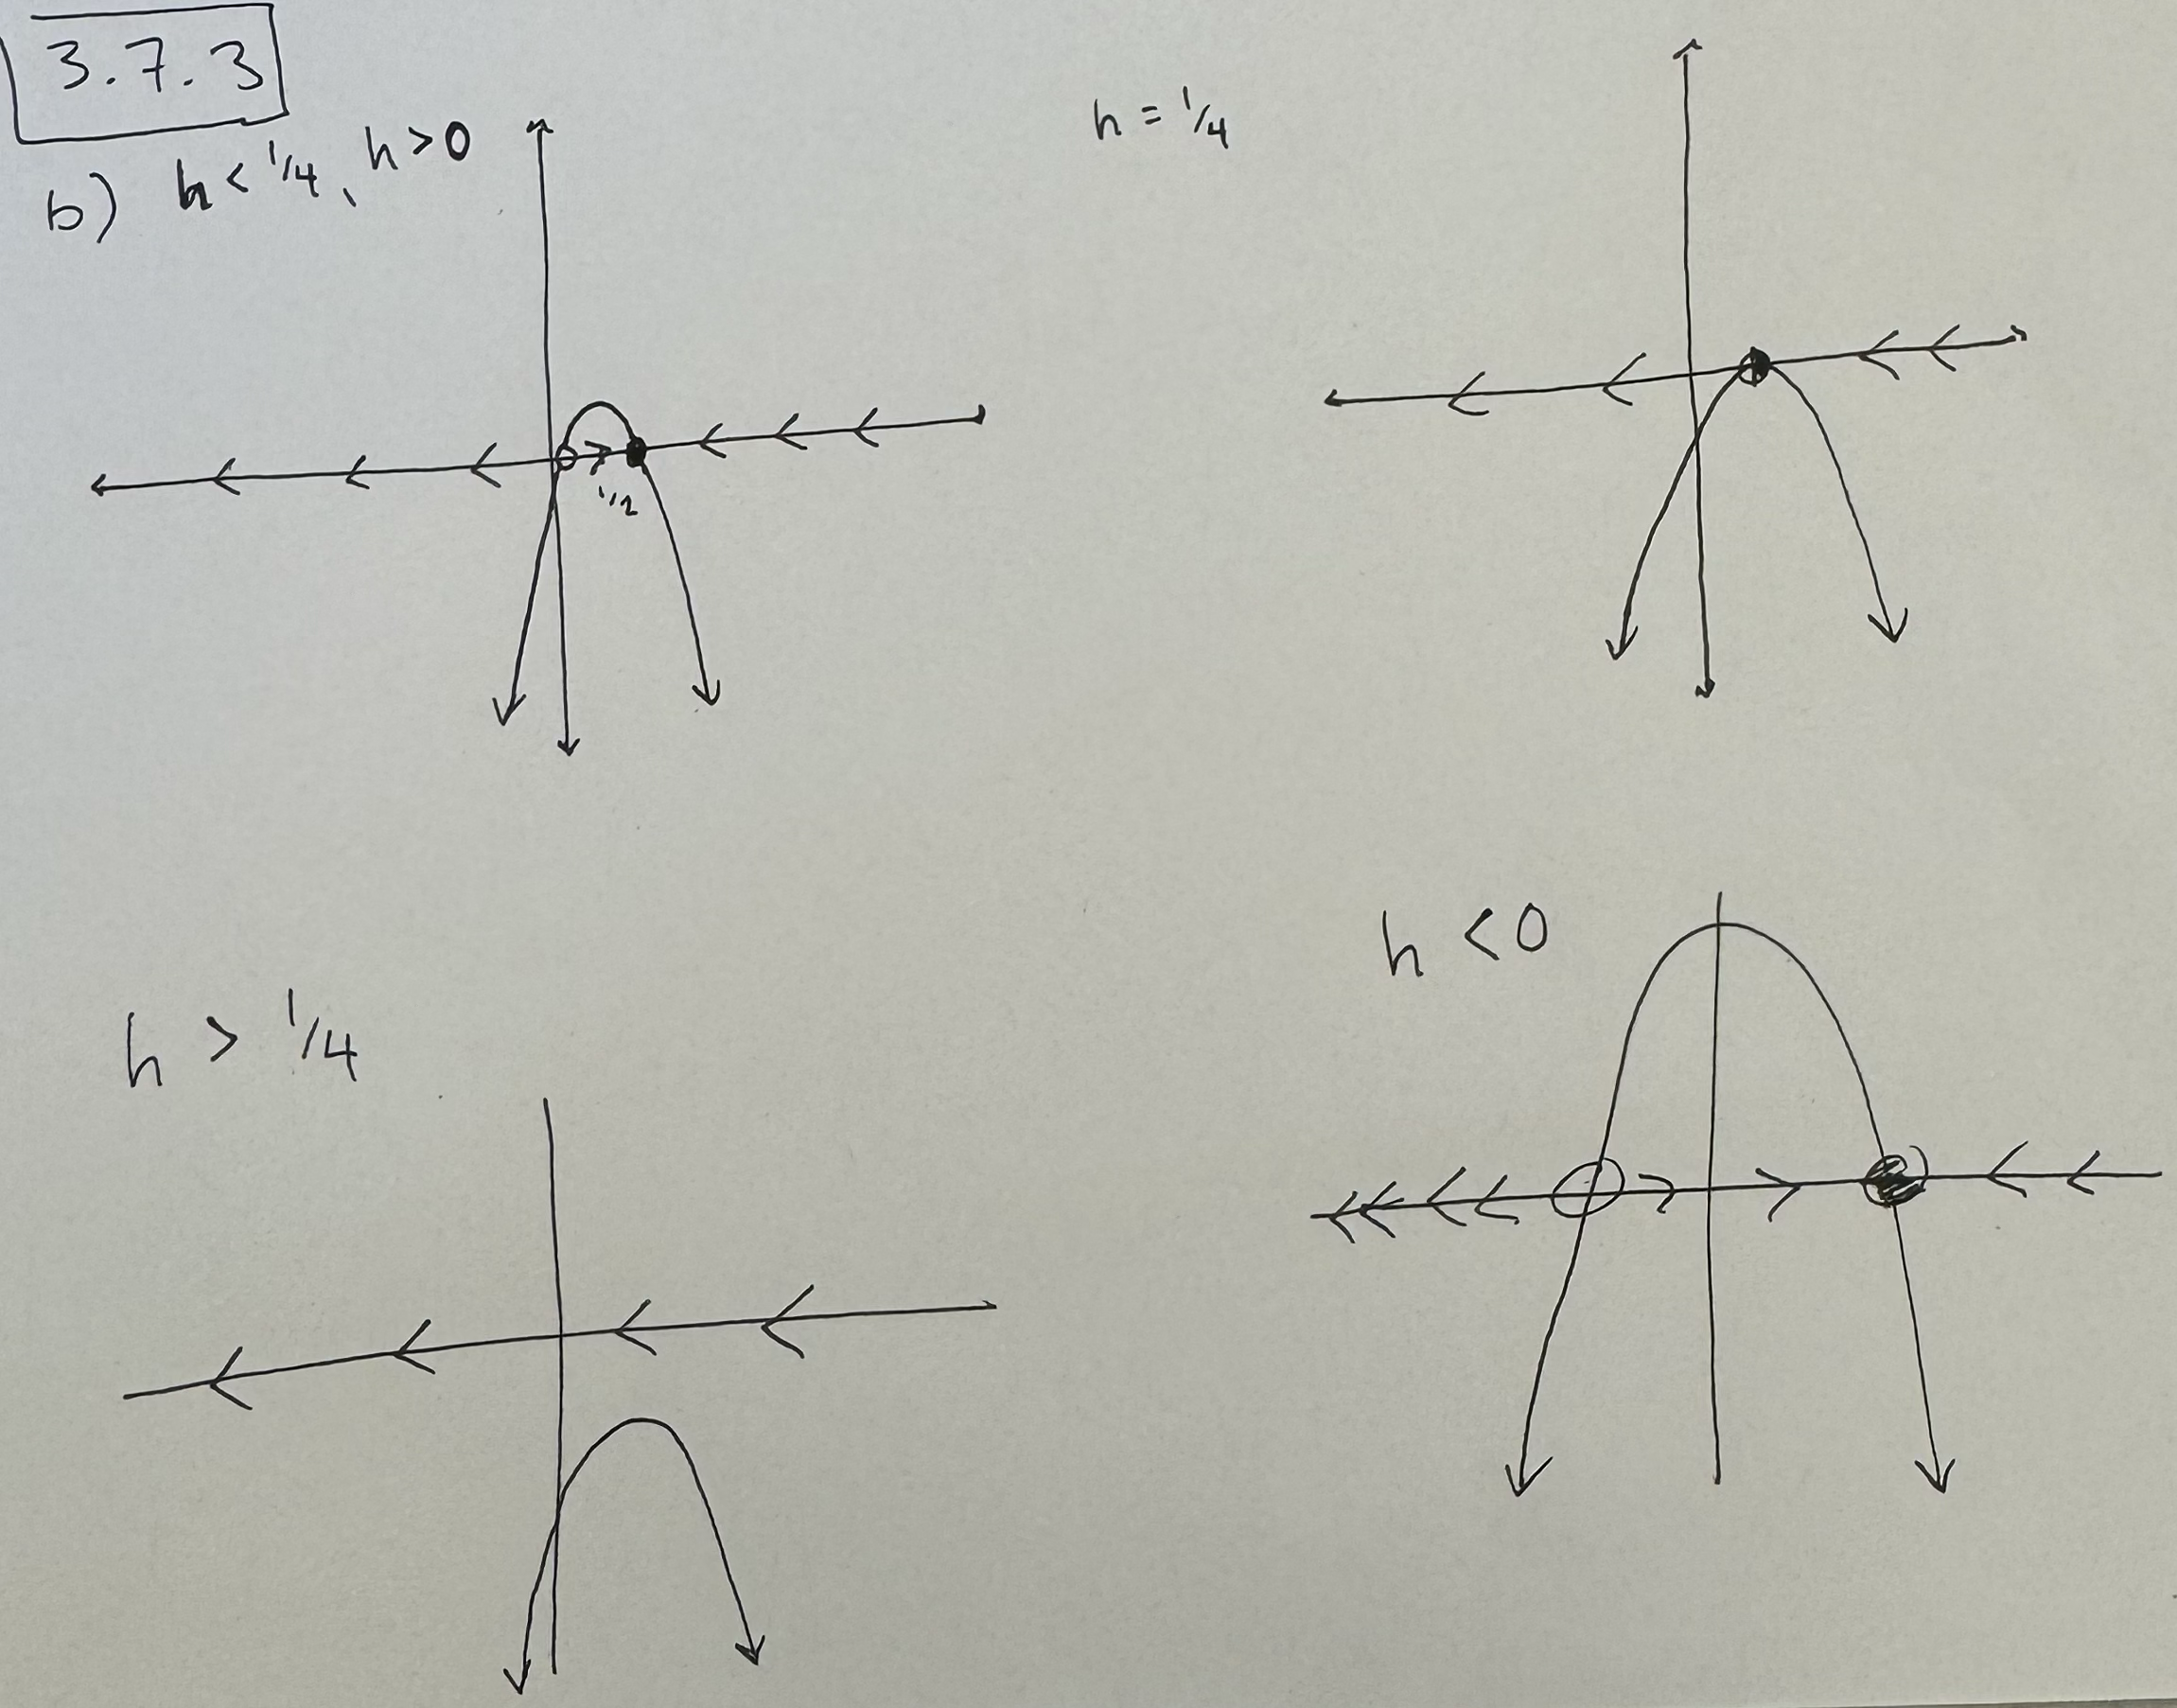 3.7.3
b) h < 1/4, h > 0
1/2
h = 1/4
h > 1/4
h < 0